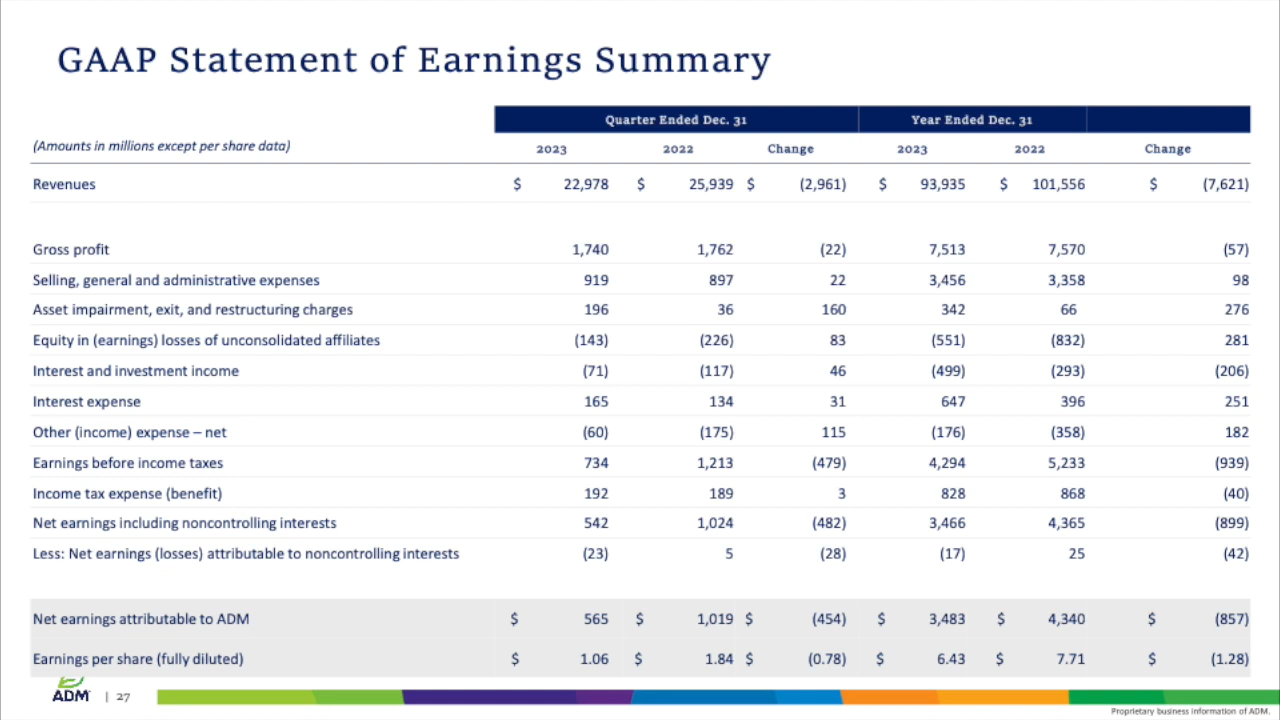 GAAP Statement of Earnings Summary
Quarter Ended Dec. 31 Year Ended Dec. 31
(Amounts in millions except per share data) 2023 2022 Change 2023 2022 Change
Revenues $ 22,978 $ 25,939 $ (2,961) $ 93,935 $ 101,556 $ (7,621)
Gross profit 1,740 1,762 (22) 7,513 7,570 (57)
Selling, general and administrative expenses 919 897 22 3,456 3,358 98
Asset impairment, exit, and restructuring charges 196 36 160 342 66 276
Equity in (earnings) losses of unconsolidated affiliates (143) (226) 83 (551) (832) 281
Interest and investment income (71) (117) 46 (499) (293) (206)
Interest expense 165 134 31 647 396 251
Other (income) expense – net (60) (175) 115 (176) (358) 182
Earnings before income taxes 734 1,213 (479) 4,294 5,233 (939)
Income tax expense (benefit) 192 189 3 828 868 (40)
Net earnings including noncontrolling interests 542 1,024 (482) 3,466 4,365 (899)
Less: Net earnings (losses) attributable to noncontrolling interests (23) 5 (28) (17) 25 (42)
Net earnings attributable to ADM $ 565 $ 1,019 $ (454) $ 3,483 $ 4,340 $ (857)
Earnings per share (fully diluted) $ 1.06 $ 1.84 $ (0.78) $ 6.43 $ 7.71 $ (1.28)
ADM | 27
Proprietary business information of ADM.